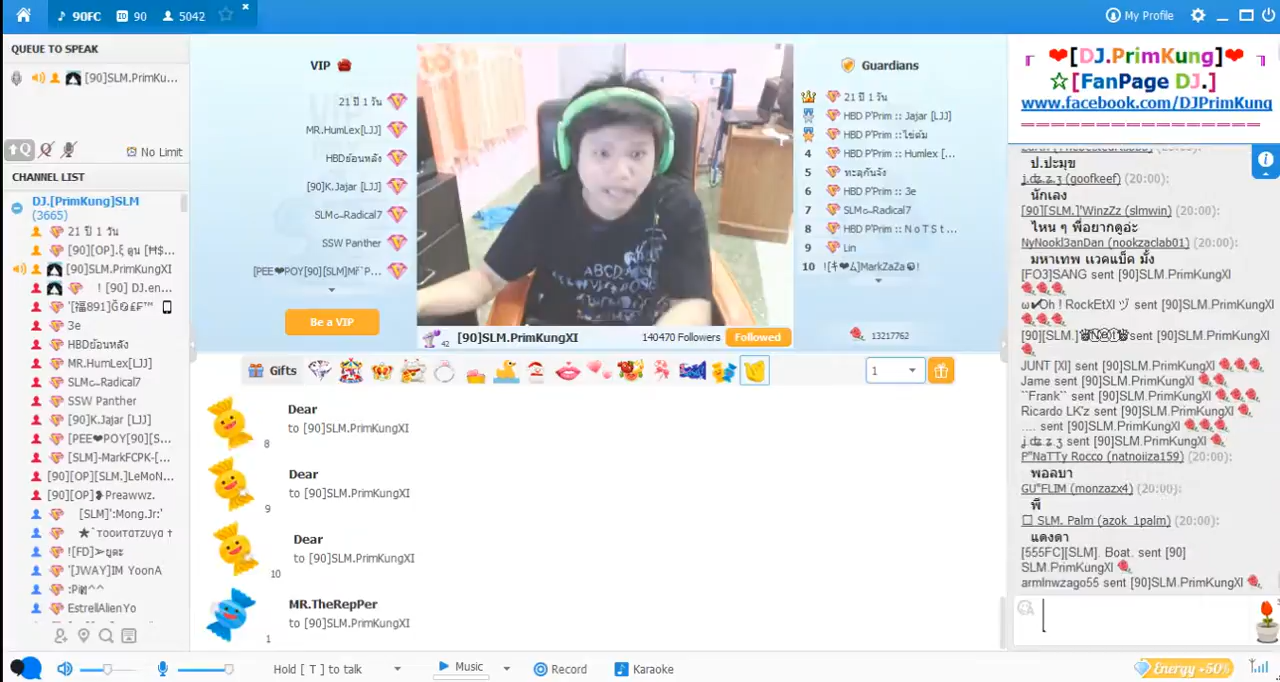 90FC ID 90 5042
My Profile
QUEUE TO SPEAK
[90]SLM.PrimKu...
No Limit
CHANNEL LIST
DJ.[PrimKung]SLM
(3665)
21 ปี 1 วัน
[90]SLM.PrimKungXI
! [90] DJ.en...
3e
HBDย้อนหลัง
MR.HumLex[LJJ]
SLMت~Radical7
SSW Panther
[90]K.Jajar [LJJ]
[PEE❤POY[90][S...
[SLM]-MarkFCPK-[...
[90][OP][SLM.]LeMoN...
[90][OP]❥Preawwz.
[SLM]':Mong.Jr:'
![FD]➢ยูตะ
'[JWAY]IM YoonA
EstrellAlienYo
VIP
21 ปี 1 วัน
MR.HumLex[LJJ]
HBDย้อนหลัง
[90]K.Jajar [LJJ]
SSW Panther
Be a VIP
ABCDE
42 [90]SLM.PrimKungXI 140470 Followers Followed
Guardians
21 ปี 1 วัน
HBD P'Prim :: Jajar [LJJ]
HBD P'Prim ::ไข่ต้ม
4 HBD P'Prim :: Humlex [...
5 ทะลุกันจัง
6 HBD P'Prim :: 3e
7 SLMت~Radical7
8 HBD P'Prim :: N o T S t ...
9 Lin
13217762
Gifts 1
Dear
to [90]SLM.PrimKungXI
8
Dear
to [90]SLM.PrimKungXI
9
Dear
to [90]SLM.PrimKungXI
10
MR.TheRepPer
to [90]SLM.PrimKungXI
1
❤[DJ.PrimKung]❤
☆[FanPage DJ.]
www.facebook.com/DJPrimKung
ป.ปะมุข
(goofkeef) (20:00):
นักเลง
[90][SLM.]'WinzZz (slmwin) (20:00):
ไหน ๆ พี่อยากดูอ่ะ
NyNookl3anDan (nookzaclab01) (20:00):
มหาเทพ แวดแบ็ค มั้ง
[FO3]SANG sent [90]SLM.PrimKungXI
Oh ! RockEtXI ヅ sent [90]SLM.PrimKungXI
sent [90]SLM.PrimKungXI
JUNT [XI] sent [90]SLM.PrimKungXI
Jame sent [90]SLM.PrimKungXI
``Frank`` sent [90]SLM.PrimKungXI
Ricardo LK'z sent [90]SLM.PrimKungXI
.... sent [90]SLM.PrimKungXI
sent [90]SLM.PrimKungXI
P"NaTTy Rocco (natnoiiza159) (20:00):
พอลบา
GU"FLIM (monzazx4) (20:00):
พี่
☐ SLM. Palm (azok_1palm) (20:00):
แดงดา
[555FC][SLM]. Boat. sent [90]
SLM.PrimKungXI
armlnwzago55 sent [90]SLM.PrimKungXI
Hold [ T ] to talk
Music
Record
Karaoke
Energy +50%